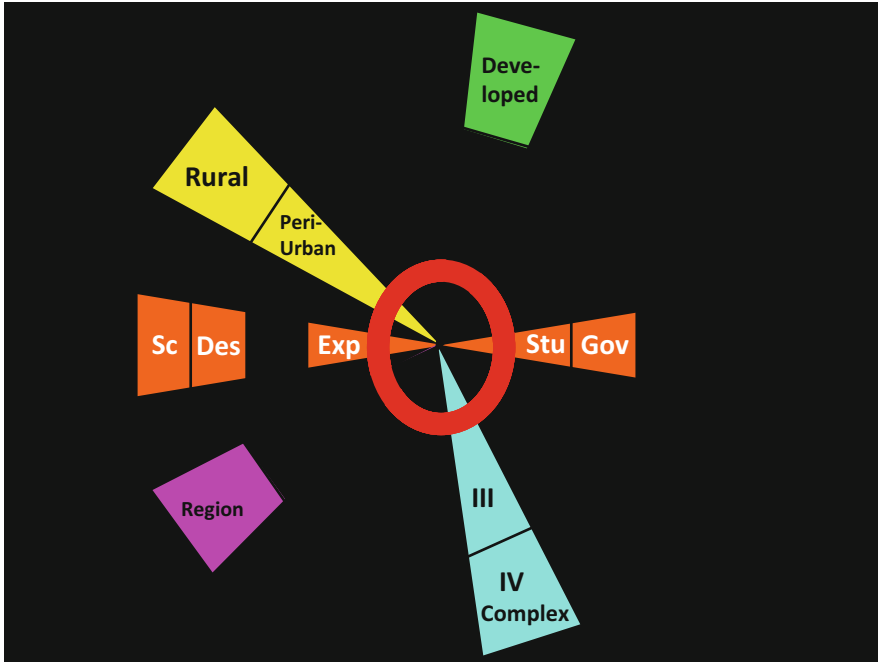 Deve-
loped
Rural
Peri-
Urban
Sc
Des
Exp
Stu
Gov
Region
III
IV
Complex